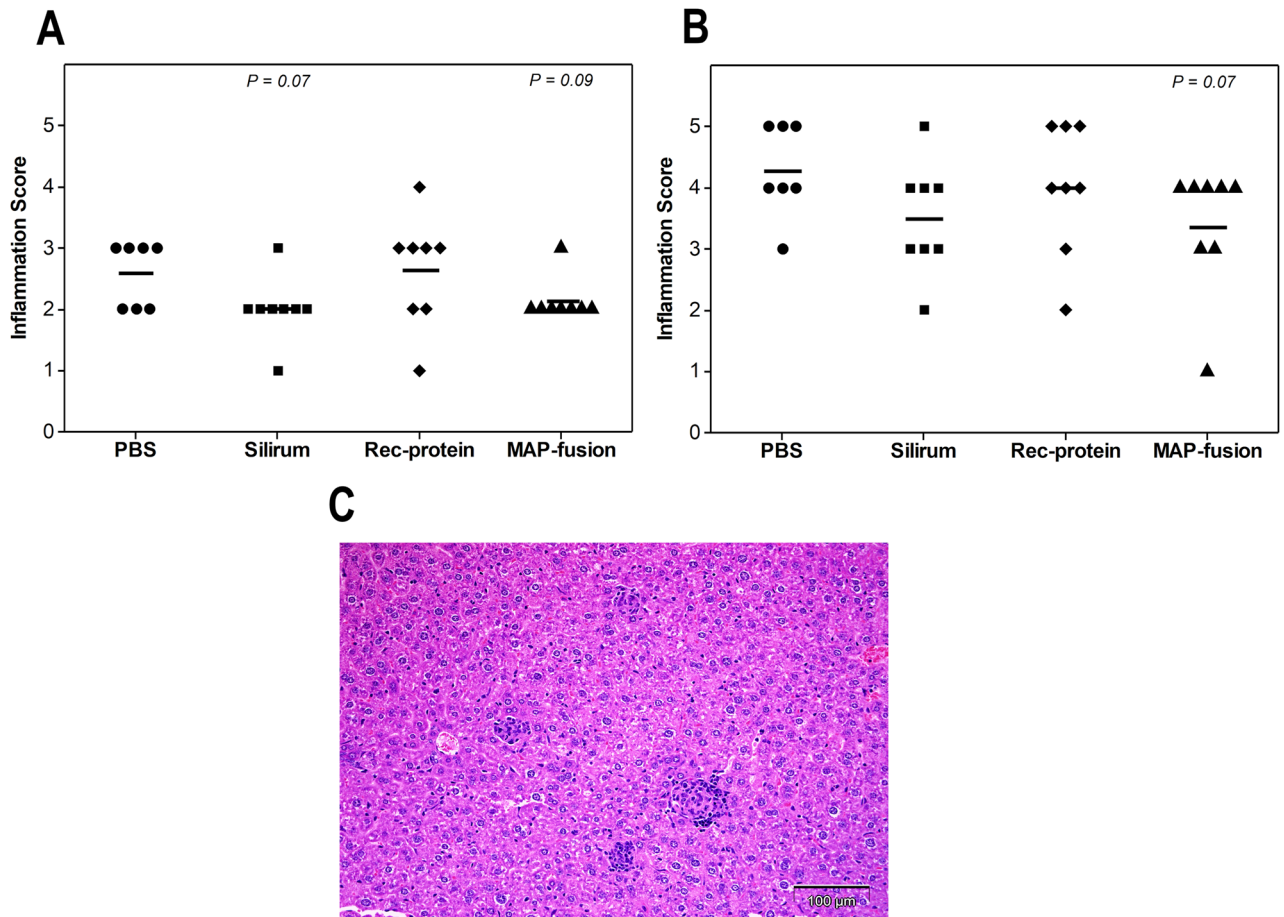 A
P = 0.07
P = 0.09
Inflammation Score
5
4
3
2
1
0
PBS
Silirum
Rec-protein
MAP-fusion
B
P = 0.07
Inflammation Score
5
4
3
2
1
0
PBS
Silirum
Rec-protein
MAP-fusion
C
100 µm